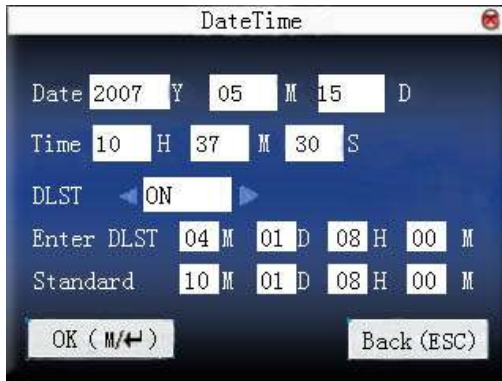 DateTime
Date 2007 Y 05 M 15 D
Time 10 H 37 M 30 S
DLST ON
Enter DLST 04 M 01 D 08 H 00 M
Standard 10 M 01 D 08 H 00 M
OK (M/↵) Back (ESC)